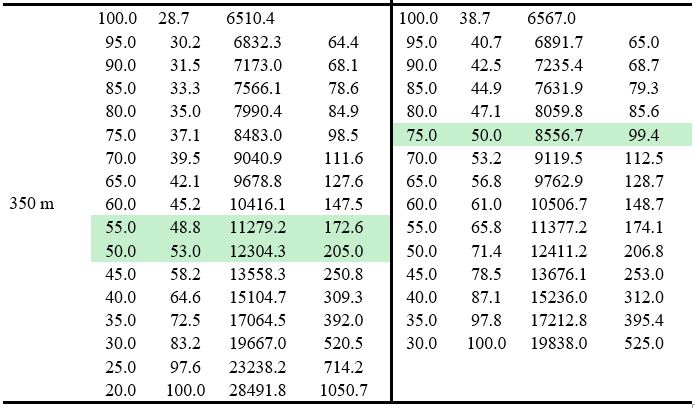 100.0 28.7 6510.4 100.0 38.7 6567.0
95.0 30.2 6832.3 64.4 95.0 40.7 6891.7 65.0
90.0 31.5 7173.0 68.1 90.0 42.5 7235.4 68.7
85.0 33.3 7566.1 78.6 85.0 44.9 7631.9 79.3
80.0 35.0 7990.4 84.9 80.0 47.1 8059.8 85.6
75.0 37.1 8483.0 98.5 75.0 50.0 8556.7 99.4
70.0 39.5 9040.9 111.6 70.0 53.2 9119.5 112.5
65.0 42.1 9678.8 127.6 65.0 56.8 9762.9 128.7
350 m 60.0 45.2 10416.1 147.5 60.0 61.0 10506.7 148.7
55.0 48.8 11279.2 172.6 55.0 65.8 11377.2 174.1
50.0 53.0 12304.3 205.0 50.0 71.4 12411.2 206.8
45.0 58.2 13558.3 250.8 45.0 78.5 13676.1 253.0
40.0 64.6 15104.7 309.3 40.0 87.1 15236.0 312.0
35.0 72.5 17064.5 392.0 35.0 97.8 17212.8 395.4
30.0 83.2 19667.0 520.5 30.0 100.0 19838.0 525.0
25.0 97.6 23238.2 714.2
20.0 100.0 28491.8 1050.7